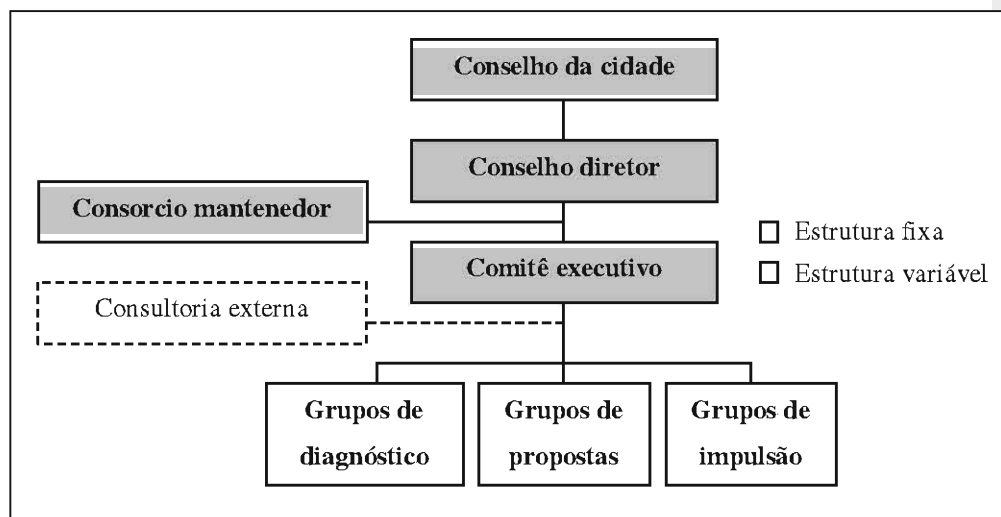 Conselho da cidade
Conselho diretor
Consorcio mantenedor
Estrutura fixa
Comitê executivo
Estrutura variável
Consultoria externa
Grupos de
diagnóstico
Grupos de
propostas
Grupos de
impulsão